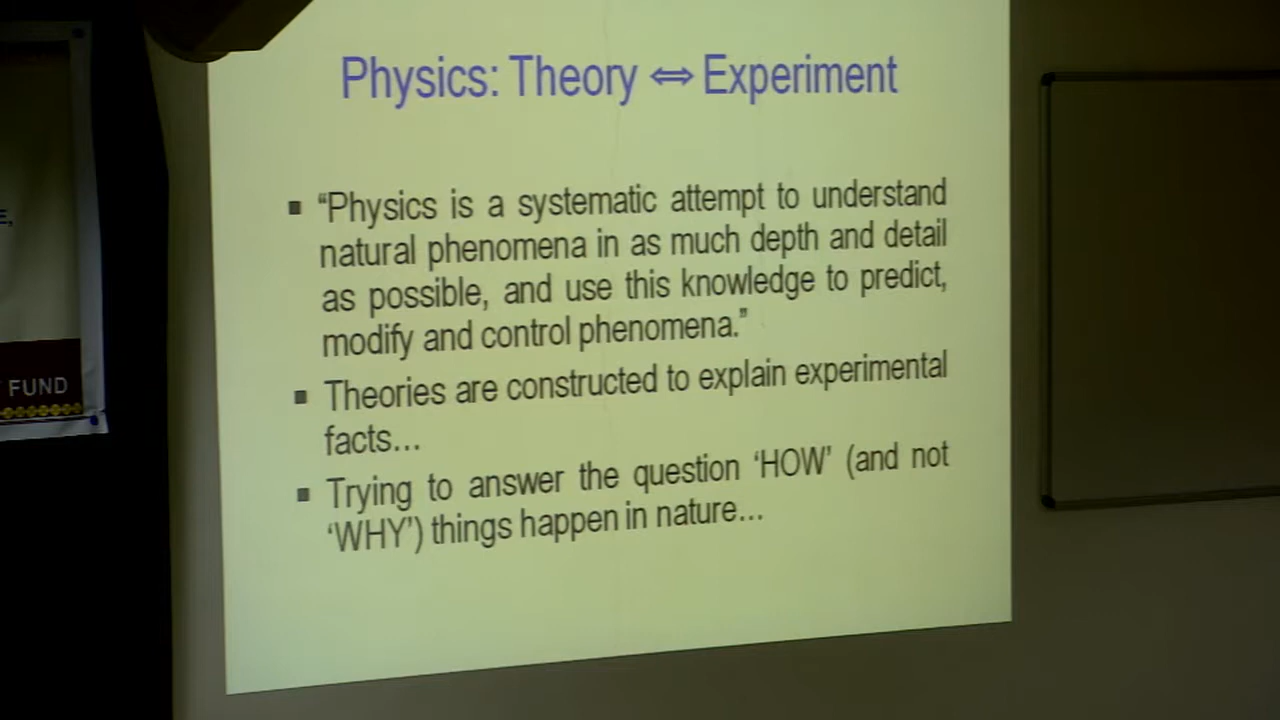 Physics: Theory ⇔ Experiment
▪ “Physics is a systematic attempt to understand
natural phenomena in as much depth and detail
as possible, and use this knowledge to predict,
modify and control phenomena.”
▪ Theories are constructed to explain experimental
facts...
▪ Trying to answer the question ‘HOW’ (and not
‘WHY’) things happen in nature...
E,
FUND